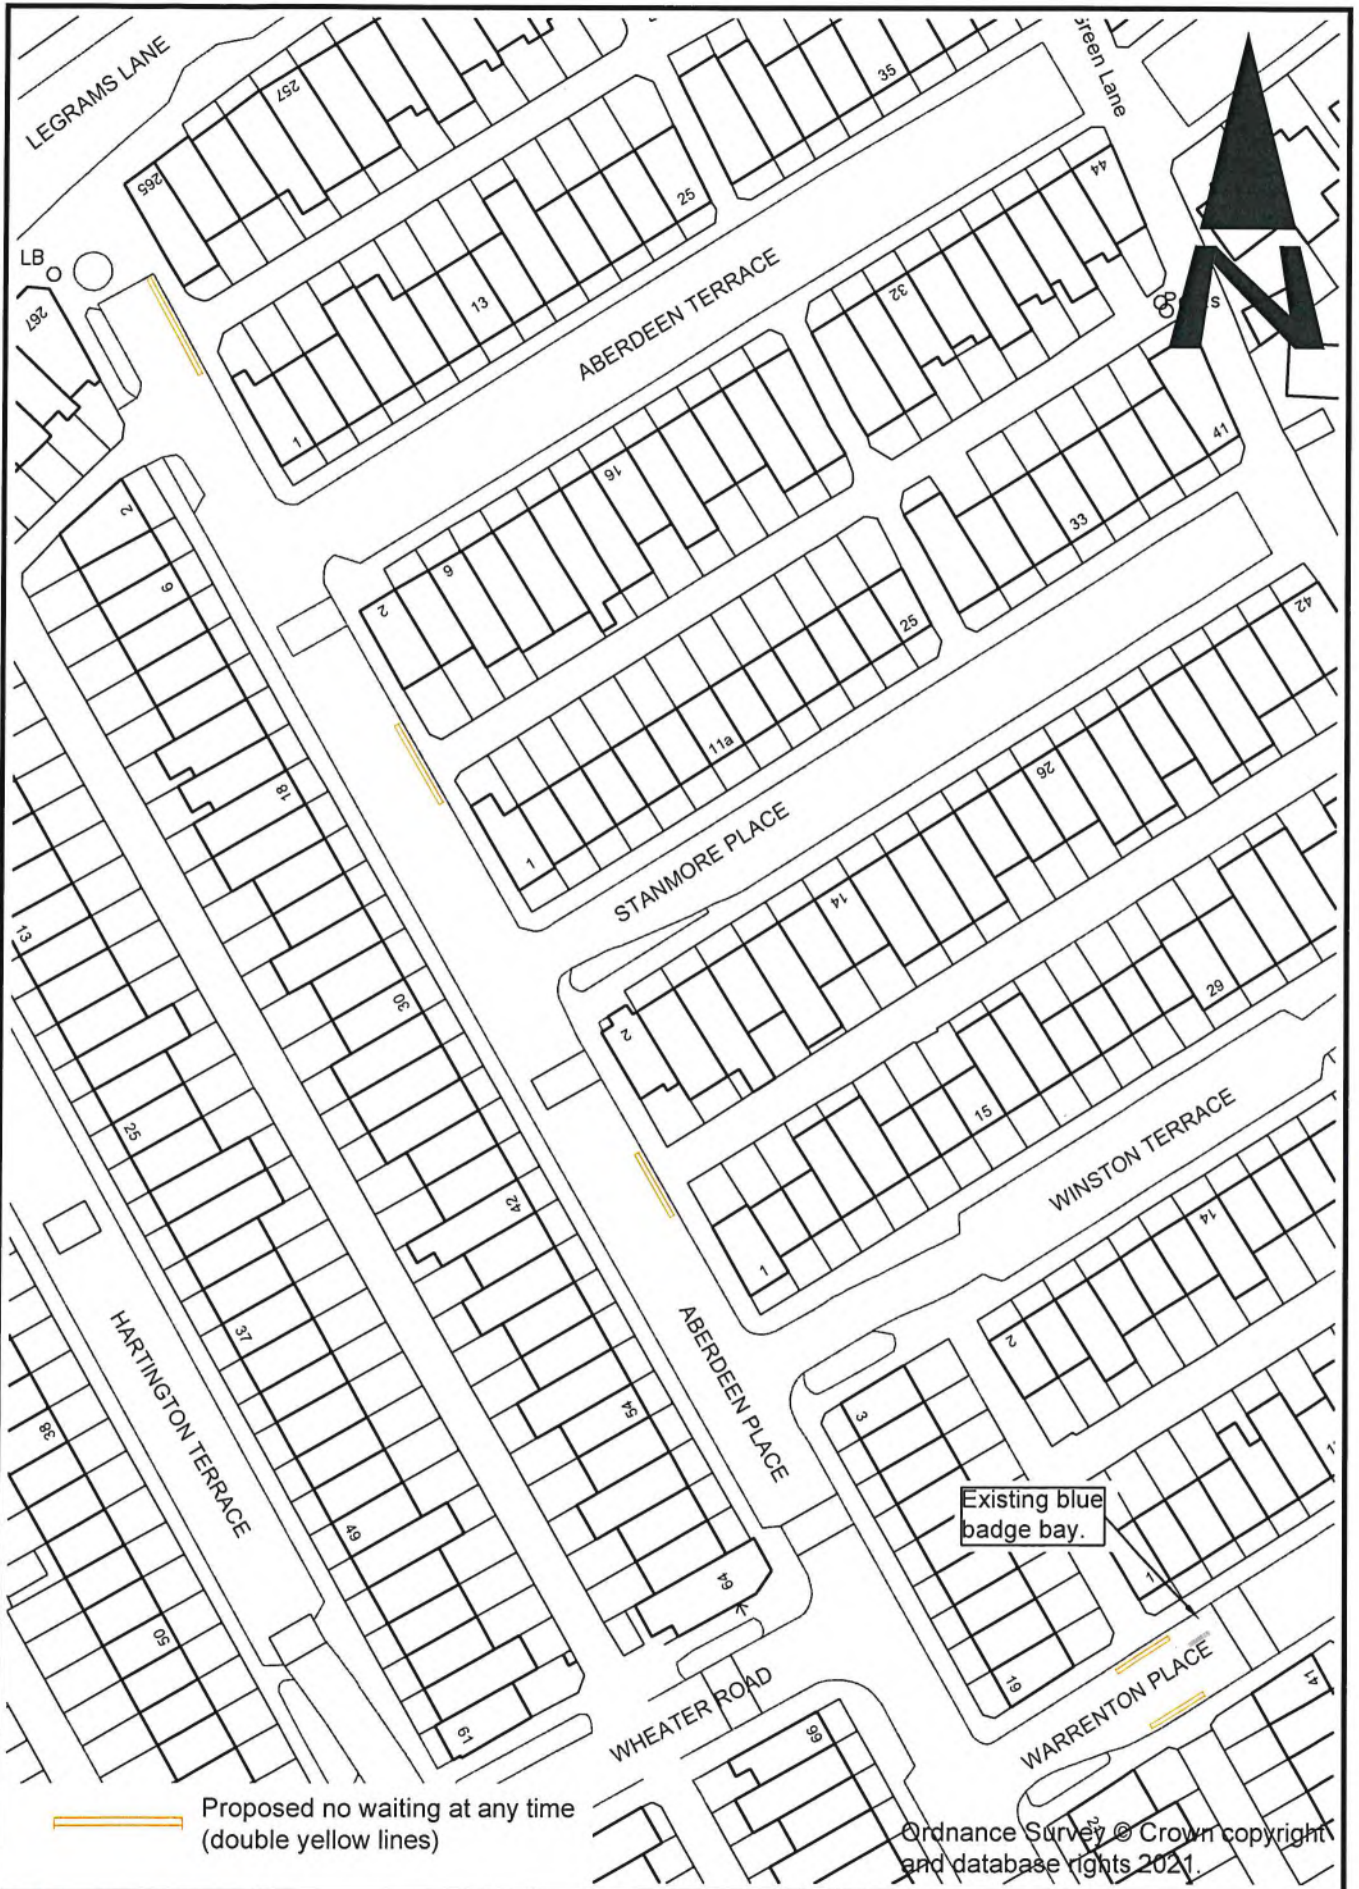 LEGRAMS LANE
257
265
LB
267
Green Lane
35
25
13
1
44
ABERDEEN TERRACE
32
16
6
2
41
33
25
11a
1
STANMORE PLACE
42
26
14
2
2
6
18
30
42
54
64
13
25
37
49
61
HARTINGTON TERRACE
38
50
29
15
1
WINSTON TERRACE
14
2
ABERDEEN PLACE
3
19
Existing blue
badge bay.
1
WARRENTON PLACE
41
WHEATER ROAD
99
N
Proposed no waiting at any time
(double yellow lines)
Ordnance Survey © Crown copyright
and database rights 2021.